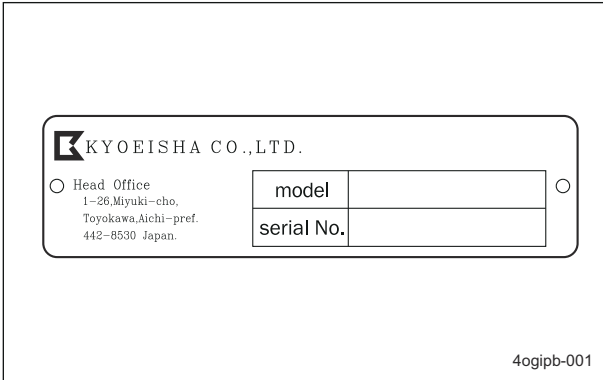 KYOEISHA CO.,LTD.
Head Office
1-26,Miyuki-cho,
Toyokawa,Aichi-pref.
442-8530 Japan.
model
serial No.
4ogipb-001